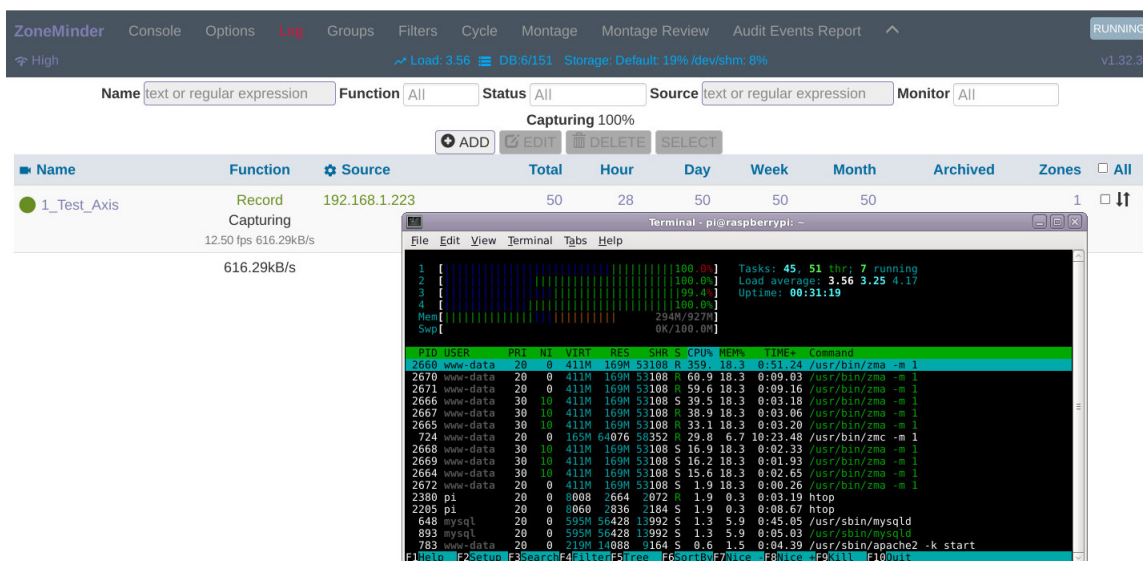 ZoneMinder Console Options Log Groups Filters Cycle Montage Montage Review Audit Events Report RUNNING
High Load: 3.56 DB:6/151 Storage: Default: 19% /dev/shm: 8% v1.32.3
Name text or regular expression Function All Status All Source text or regular expression Monitor All
Capturing 100%
ADD EDIT DELETE SELECT
Name Function Source Total Hour Day Week Month Archived Zones All
1_Test_Axis Record 192.168.1.223 50 28 50 50 50 1
Capturing
12.50 fps 616.29kB/s
616.29kB/s
Terminal - pi@raspberrypi: ~
File Edit View Terminal Tabs Help
1 [100.0%] Tasks: 45, 51 thr; 7 running
2 [100.0%] Load average: 3.56 3.25 4.17
3 [99.4%] Uptime: 00:31:19
4 [100.0%]
Mem[294M/927M]
Swp[0K/100.0M]
PID USER PRI NI VIRT RES SHR S CPU% MEM% TIME+ Command
2660 www-data 20 0 411M 169M 53108 R 359. 18.3 0:51.24 /usr/bin/zma -m 1
2670 www-data 20 0 411M 169M 53108 R 60.9 18.3 0:09.03 /usr/bin/zma -m 1
2671 www-data 20 0 411M 169M 53108 R 59.6 18.3 0:09.16 /usr/bin/zma -m 1
2666 www-data 30 10 411M 169M 53108 S 39.5 18.3 0:03.18 /usr/bin/zma -m 1
2667 www-data 30 10 411M 169M 53108 R 38.9 18.3 0:03.06 /usr/bin/zma -m 1
2665 www-data 30 10 411M 169M 53108 R 33.1 18.3 0:03.20 /usr/bin/zma -m 1
724 www-data 20 0 165M 64076 58352 R 29.8 6.7 10:23.48 /usr/bin/zmc -m 1
2668 www-data 30 10 411M 169M 53108 S 16.9 18.3 0:02.33 /usr/bin/zma -m 1
2669 www-data 30 10 411M 169M 53108 S 16.2 18.3 0:01.93 /usr/bin/zma -m 1
2664 www-data 30 10 411M 169M 53108 S 15.6 18.3 0:02.65 /usr/bin/zma -m 1
2672 www-data 20 0 411M 169M 53108 S 1.9 18.3 0:00.26 /usr/bin/zma -m 1
2380 pi 20 0 8008 2664 2072 R 1.9 0.3 0:03.19 htop
2205 pi 20 0 8060 2836 2184 S 1.9 0.3 0:08.67 htop
648 mysql 20 0 595M 56428 13992 S 1.3 5.9 0:45.05 /usr/sbin/mysqld
893 mysql 20 0 595M 56428 13992 S 1.3 5.9 0:05.03 /usr/sbin/mysqld
783 www-data 20 0 219M 14088 9164 S 0.6 1.5 0:04.39 /usr/sbin/apache2 -k start
F1Help F2Setup F3SearchF4FilterF5Tree F6SortByF7Nice -F8Nice +F9Kill F10Quit